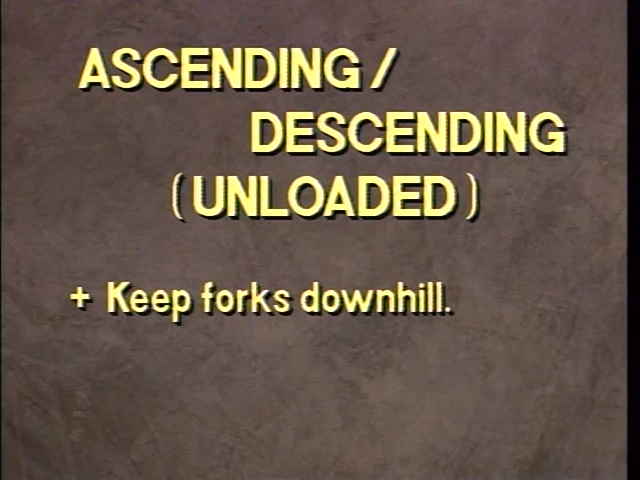 ASCENDING /
DESCENDING
(UNLOADED)
+ Keep forks downhill.